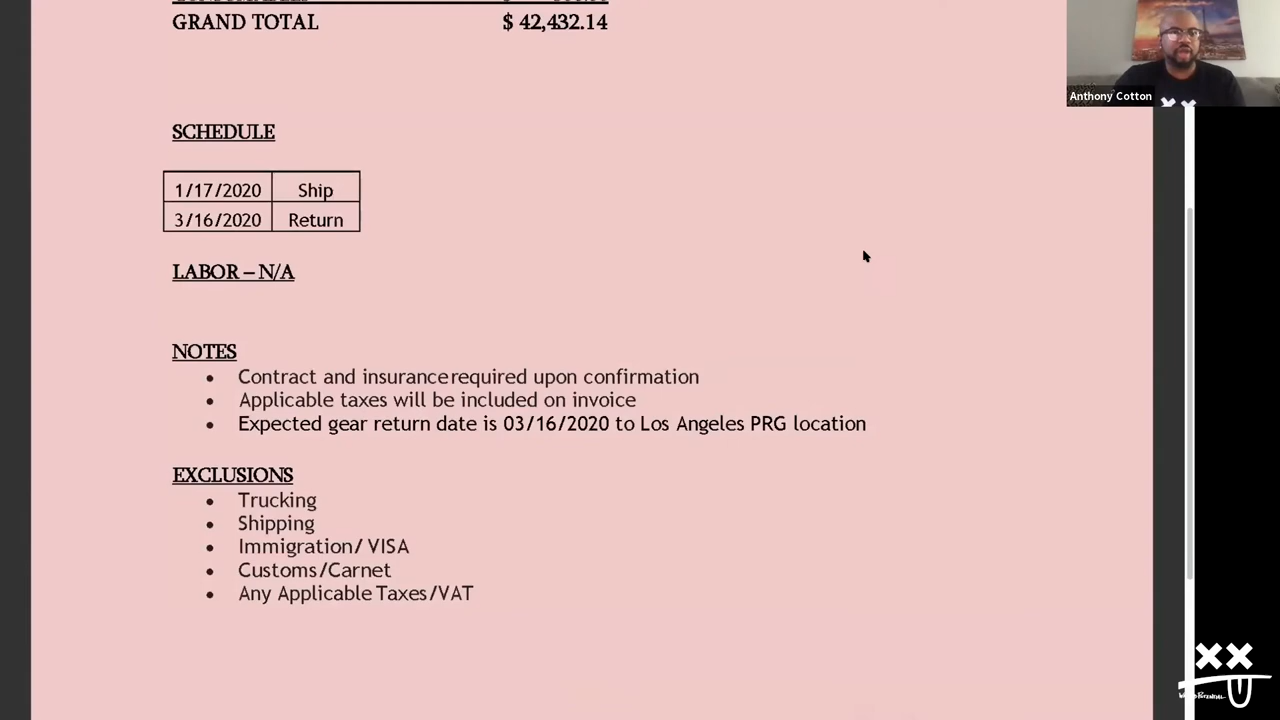 GRAND TOTAL $ 42,432.14
Anthony Cotton
SCHEDULE
1/17/2020 Ship
3/16/2020 Return
LABOR – N/A
NOTES
• Contract and insurance required upon confirmation
• Applicable taxes will be included on invoice
• Expected gear return date is 03/16/2020 to Los Angeles PRG location
EXCLUSIONS
• Trucking
• Shipping
• Immigration/ VISA
• Customs/Carnet
• Any Applicable Taxes/VAT
XX